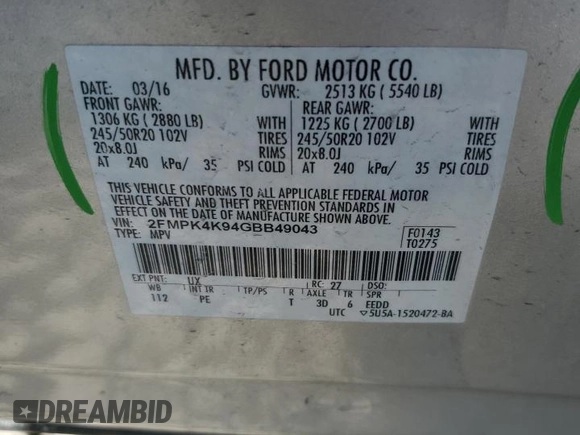 MFD. BY FORD MOTOR CO.
DATE: 03/16 GVWR: 2513 KG ( 5540 LB)
FRONT GAWR: REAR GAWR:
1306 KG ( 2880 LB) WITH 1225 KG ( 2700 LB) WITH
245/50R20 102V TIRES 245/50R20 102V TIRES
20x8.0J RIMS 20x8.0J RIMS
AT 240 kPa/ 35 PSI COLD AT 240 kPa/ 35 PSI COLD
THIS VEHICLE CONFORMS TO ALL APPLICABLE FEDERAL MOTOR
VEHICLE SAFETY AND THEFT PREVENTION STANDARDS IN
EFFECT ON THE DATE OF MANUFACTURE SHOWN ABOVE.
VIN: 2FMPK4K94GBB49043 F0143
TYPE: MPV T0275
EXT PNT: UX RC: 27 DSO:
WB INT TR TP/PS R AXLE TR SPR
112 PE T 3D 6 FEDD
UTC ▽5U5A-1520472-BA
DREAMBID